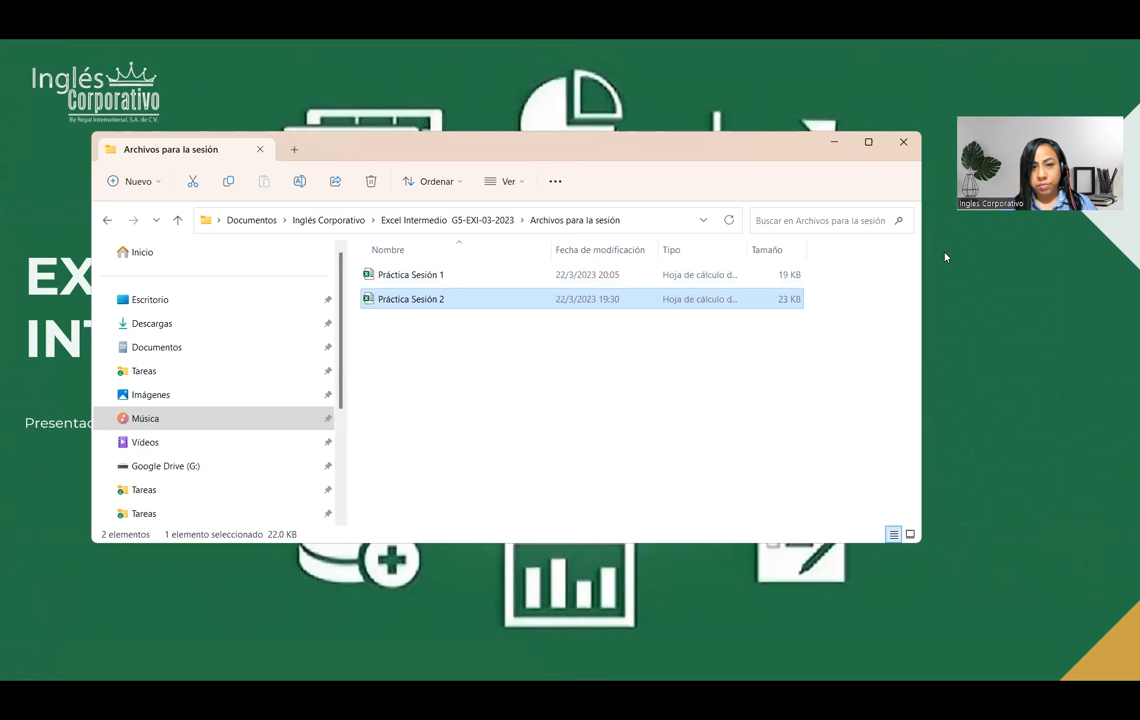 Inglés
Corporativo
By Regal International, S.A. de C.V.
Archivos para la sesión
Nuevo
Ordenar
Ver
Documentos
Inglés Corporativo
Excel Intermedio G5-EXI-03-2023
Archivos para la sesión
Buscar en Archivos para la sesión
Inicio
Escritorio
Descargas
Documentos
Tareas
Imágenes
Música
Vídeos
Google Drive (G:)
Tareas
Tareas
Nombre Fecha de modificación Tipo Tamaño
Práctica Sesión 1 22/3/2023 20:05 Hoja de cálculo d... 19 KB
Práctica Sesión 2 22/3/2023 19:30 Hoja de cálculo d... 23 KB
2 elementos 1 elemento seleccionado 22.0 KB
EX
INT
Presentac
Inglés Corporativo